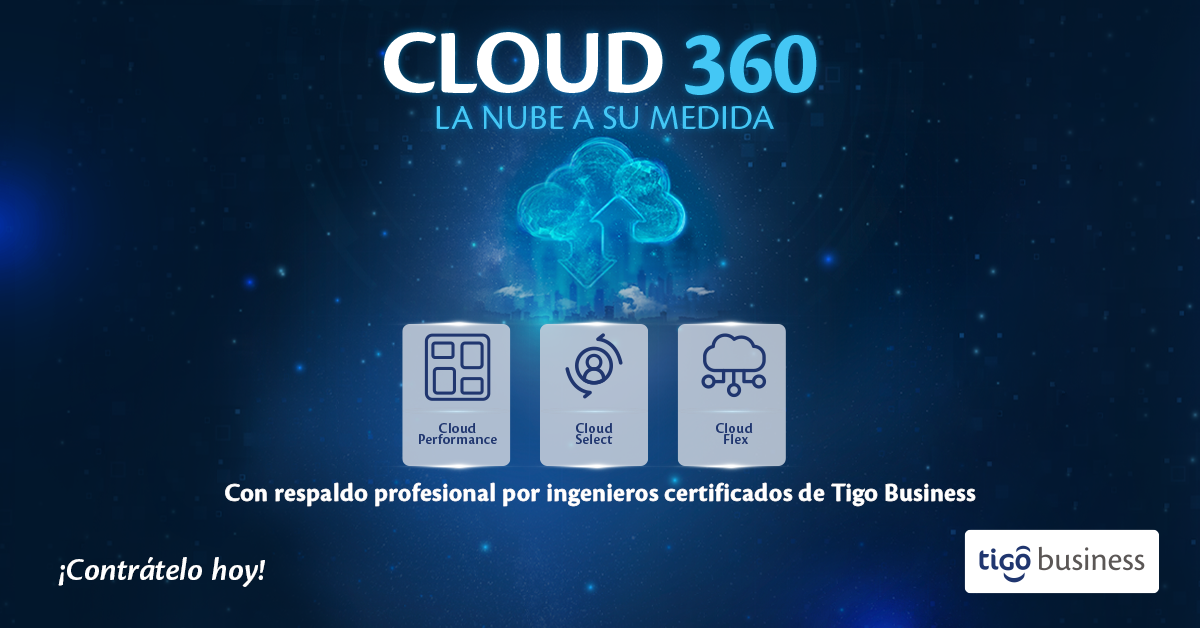 CLOUD 360
LA NUBE A SU MEDIDA
Cloud
Performance
Cloud
Select
Cloud
Flex
Con respaldo profesional por ingenieros certificados de Tigo Business
¡Contrátelo hoy!
tigo business